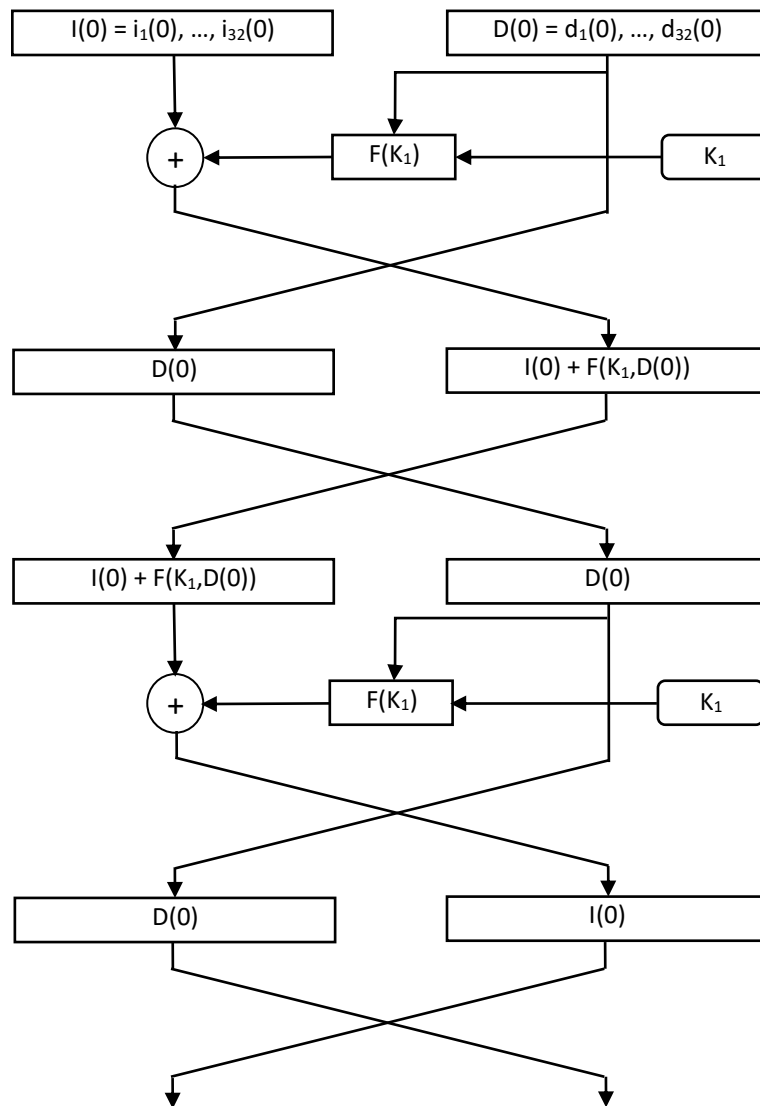 I(0) = i₁(0), ..., i₃₂(0)
D(0) = d₁(0), ..., d₃₂(0)
+
F(K₁)
K₁
D(0)
I(0) + F(K₁,D(0))
I(0) + F(K₁,D(0))
D(0)
+
F(K₁)
K₁
D(0)
I(0)